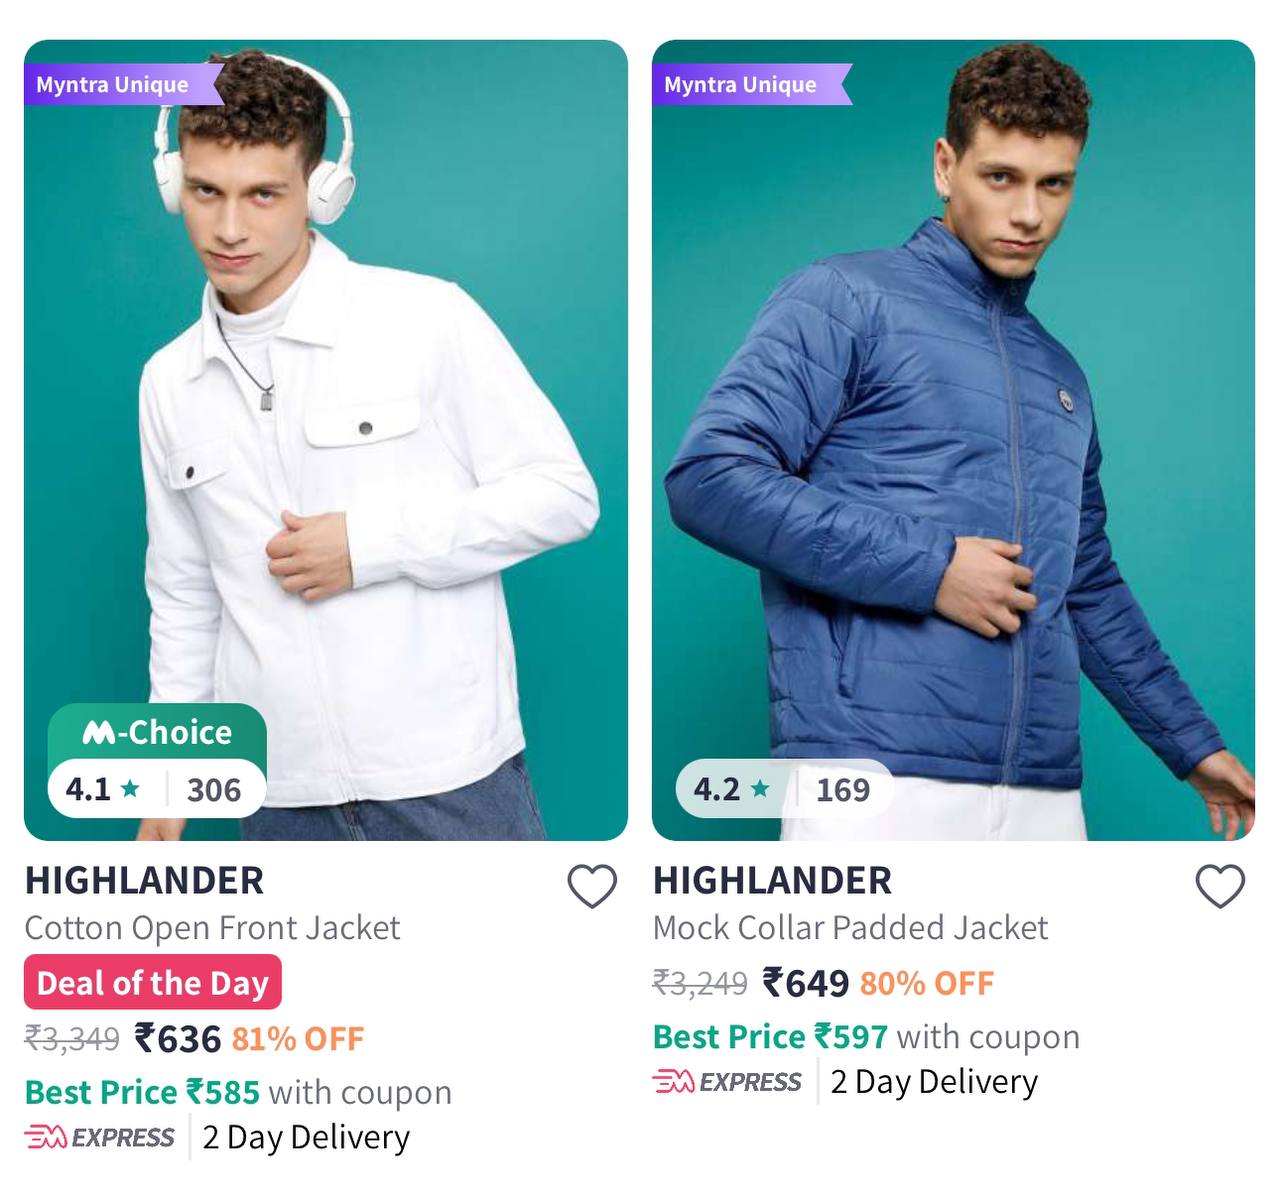 Myntra Unique
M-Choice
4.1 ★ | 306
HIGHLANDER
Cotton Open Front Jacket
Deal of the Day
₹3,349 ₹636 81% OFF
Best Price ₹585 with coupon
M EXPRESS | 2 Day Delivery
Myntra Unique
4.2 ★ | 169
HIGHLANDER
Mock Collar Padded Jacket
₹3,249 ₹649 80% OFF
Best Price ₹597 with coupon
M EXPRESS | 2 Day Delivery